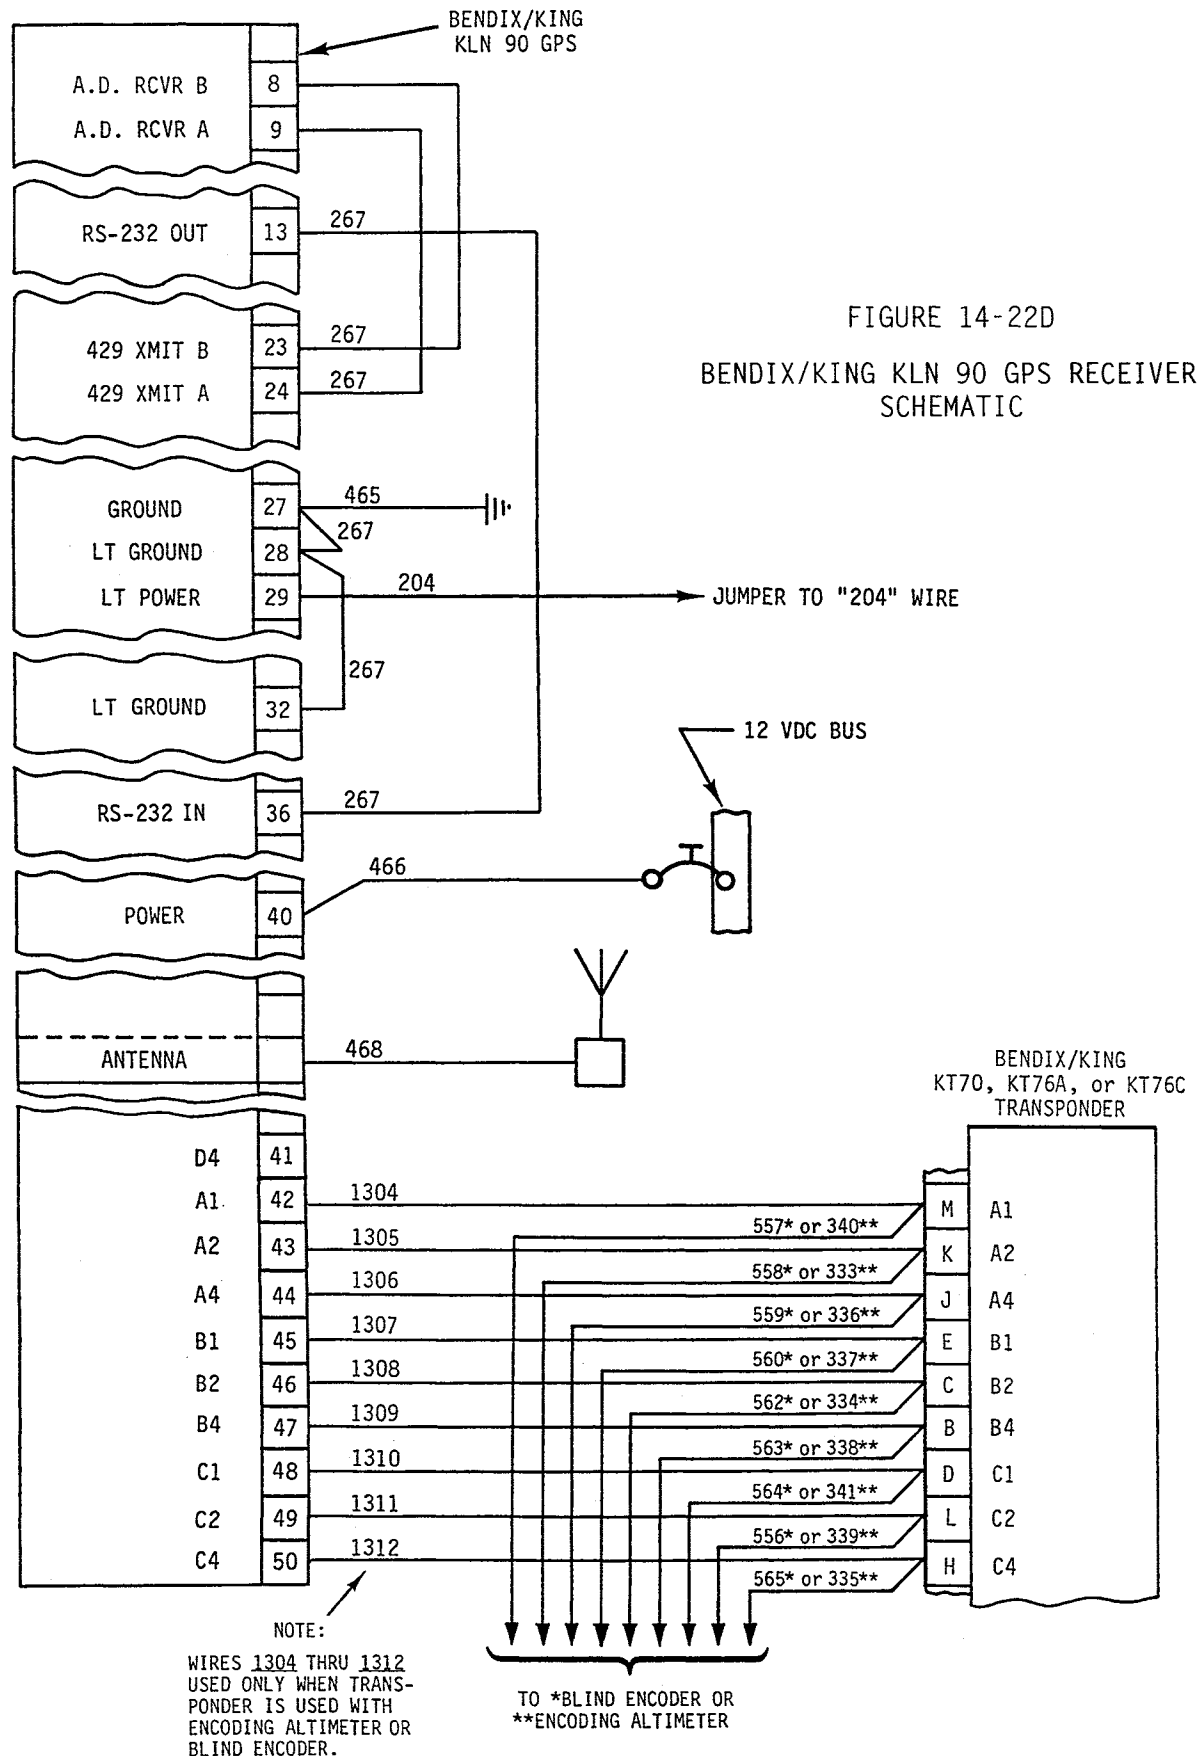 BENDIX/KING
KLN 90 GPS
A.D. RCVR B 8
A.D. RCVR A 9
RS-232 OUT 13 267
FIGURE 14-22D
BENDIX/KING KLN 90 GPS RECEIVER
SCHEMATIC
429 XMIT B 23 267
429 XMIT A 24 267
GROUND 27 465
267
LT GROUND 28
LT POWER 29 204 JUMPER TO "204" WIRE
267
LT GROUND 32
12 VDC BUS
RS-232 IN 36 267
466
POWER 40
ANTENNA 468
BENDIX/KING
KT70, KT76A, or KT76C
TRANSPONDER
D4 41
A1 42 1304 M A1
557* or 340**
A2 43 1305 K A2
558* or 333**
A4 44 1306 J A4
559* or 336**
B1 45 1307 E B1
560* or 337**
B2 46 1308 C B2
562* or 334**
B4 47 1309 B B4
563* or 338**
C1 48 1310 D C1
564* or 341**
C2 49 1311 L C2
556* or 339**
C4 50 1312 H C4
565* or 335**
NOTE:
WIRES 1304 THRU 1312
USED ONLY WHEN TRANS-
PONDER IS USED WITH
ENCODING ALTIMETER OR
BLIND ENCODER.
TO *BLIND ENCODER OR
**ENCODING ALTIMETER